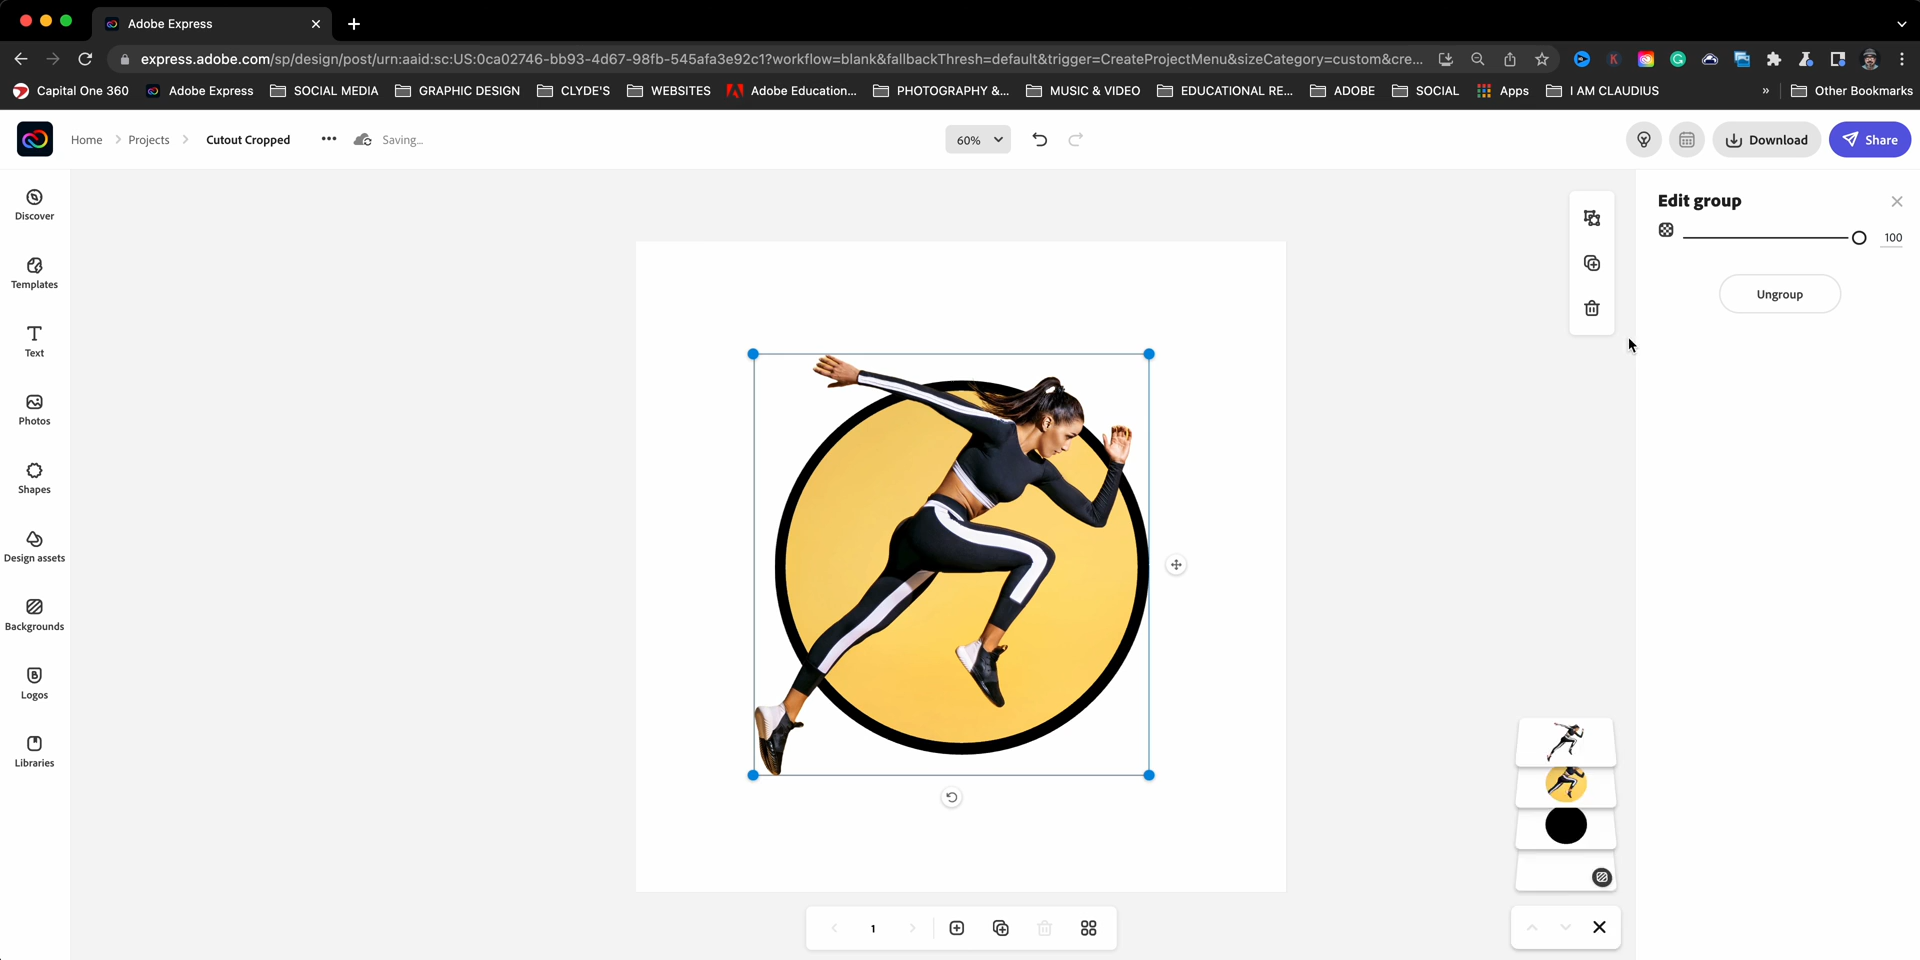 Adobe Express
express.adobe.com/sp/design/post/urn:aaid:sc:US:0ca02746-bb93-4d67-98fb-545afa3e92c1?workflow=blank&fallbackThresh=default&trigger=CreateProjectMenu&sizeCategory=custom&cre...
Capital One 360
Adobe Express
SOCIAL MEDIA
GRAPHIC DESIGN
CLYDE'S
WEBSITES
Adobe Education...
PHOTOGRAPHY &...
MUSIC & VIDEO
EDUCATIONAL RE...
ADOBE
SOCIAL
Apps
I AM CLAUDIUS
»
Other Bookmarks
Home
Projects
Cutout Cropped
Saving...
60%
Download
Share
Discover
Templates
Text
Photos
Shapes
Design assets
Backgrounds
Logos
Libraries
Edit group
100
Ungroup
1